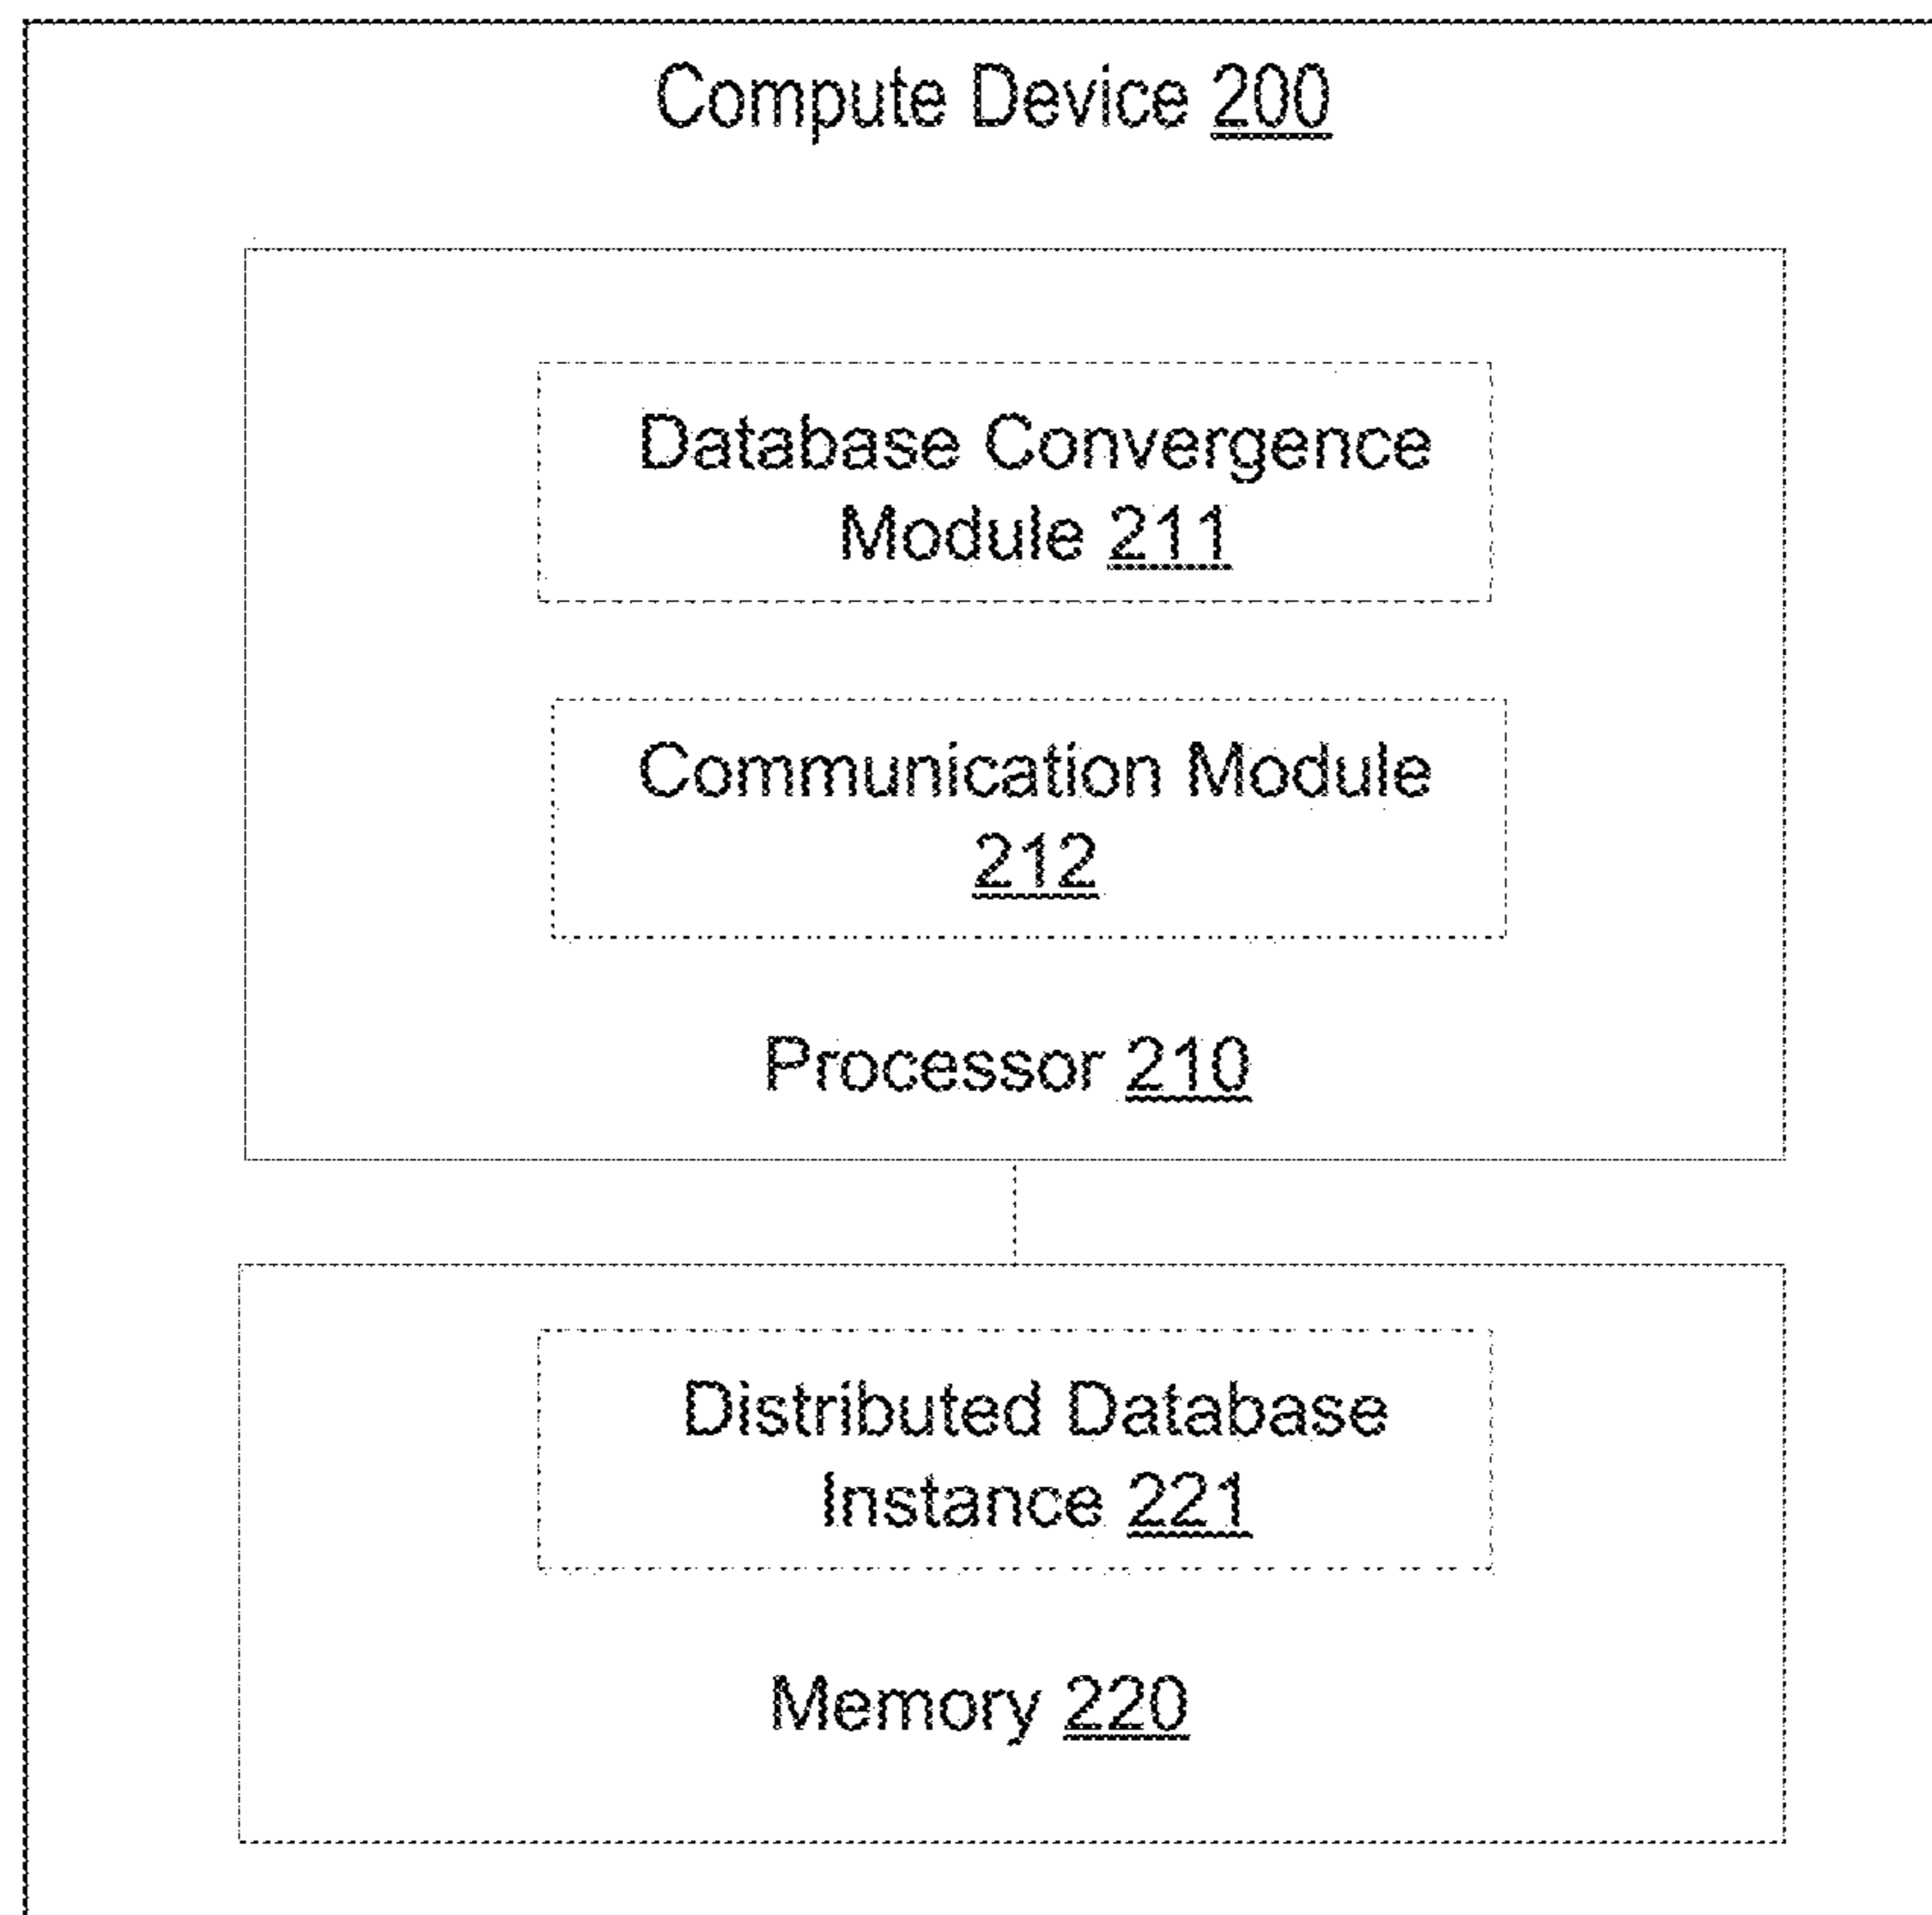 Compute Device 200
Database Convergence
Module 211
Communication Module
212
Processor 210
Distributed Database
Instance 221
Memory 220